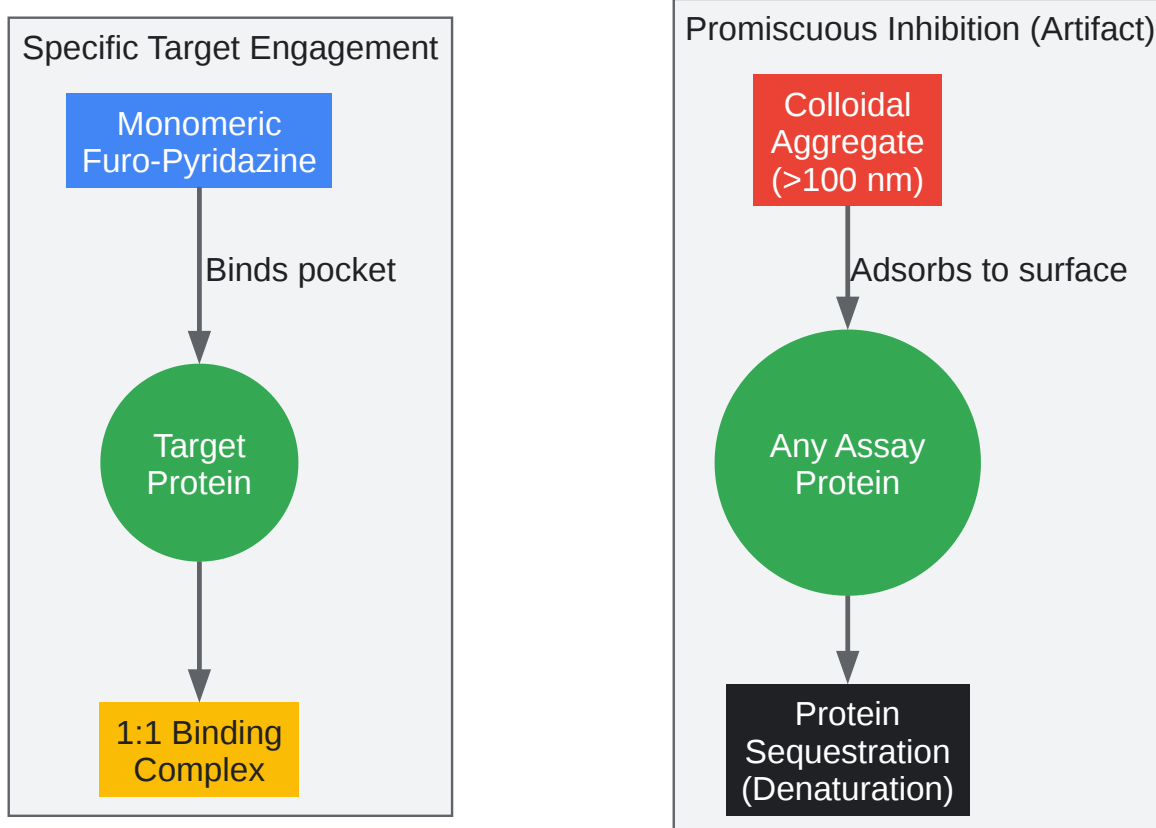 Specific Target Engagement
Monomeric
Furo-Pyridazine
Binds pocket
Target
Protein
1:1 Binding
Complex
Promiscuous Inhibition (Artifact)
Colloidal
Aggregate
(>100 nm)
Adsorbs to surface
Any Assay
Protein
Protein
Sequestration
(Denaturation)